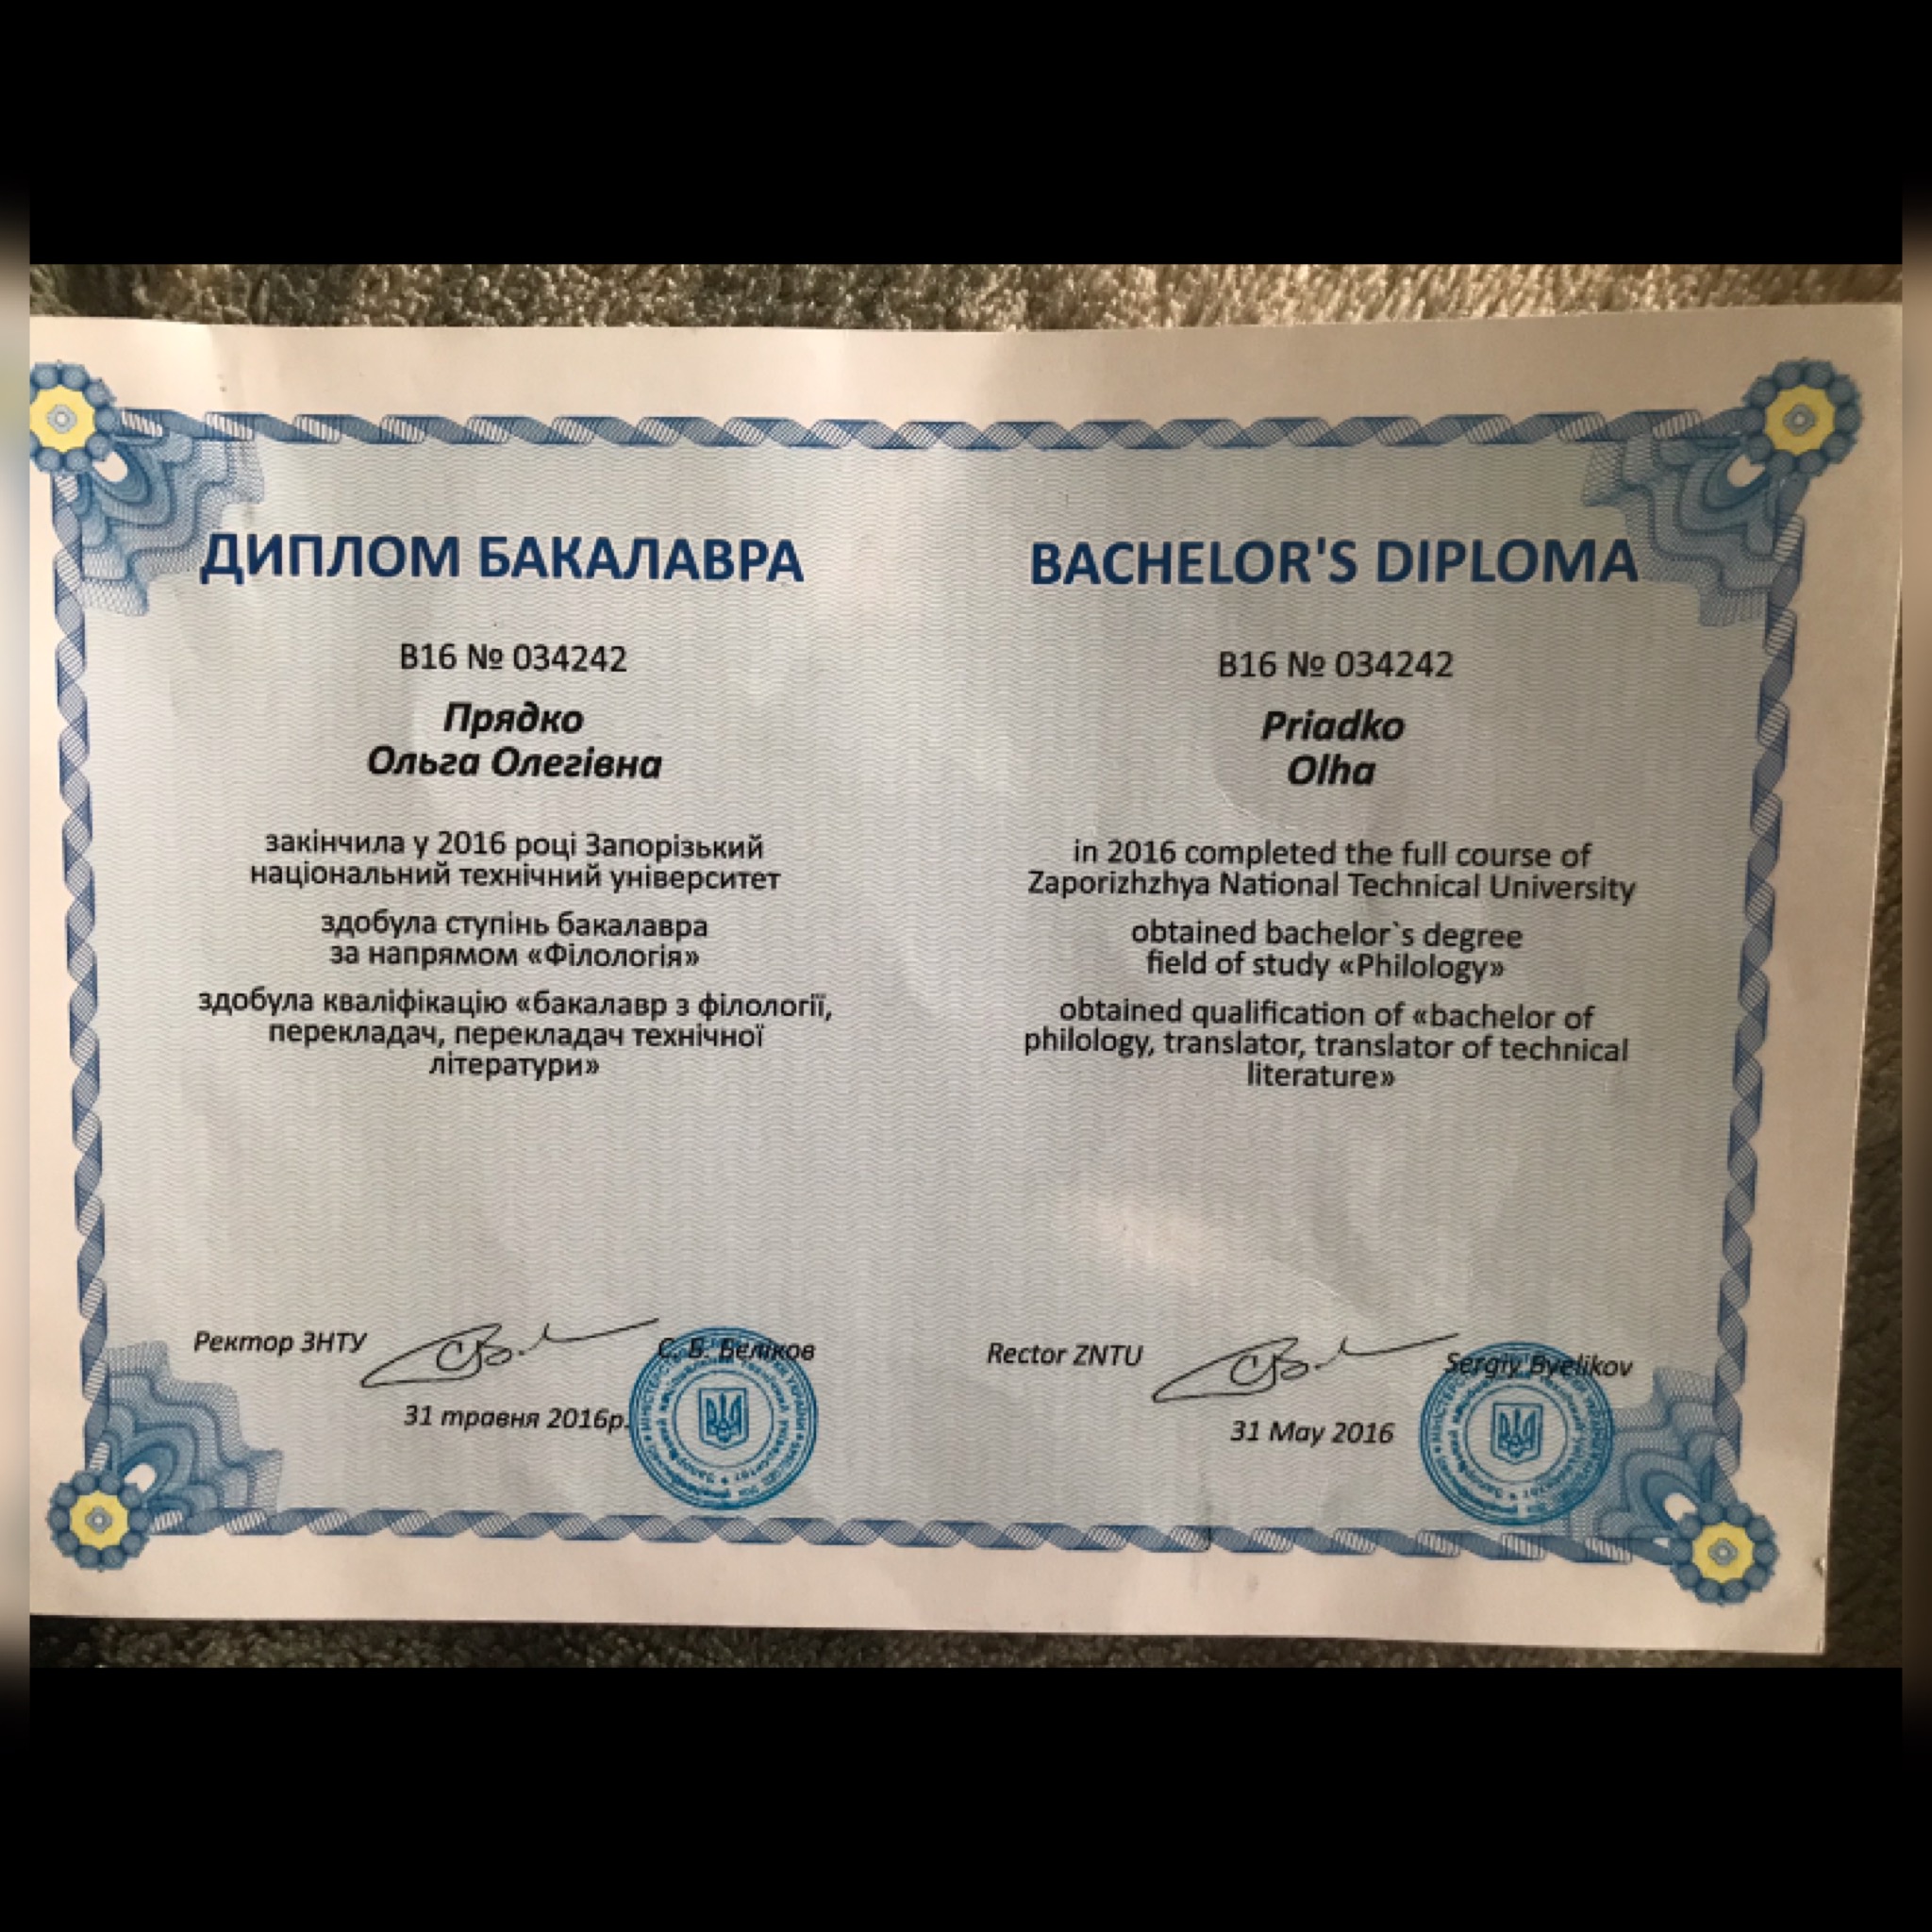 ДИПЛОМ БАКАЛАВРА
B16 № 034242
Прядко
Ольга Олегівна
закінчила у 2016 році Запорізький
національний технічний університет
здобула ступінь бакалавра
за напрямом «Філологія»
здобула кваліфікацію «бакалавр з філології,
перекладач, перекладач технічної
літератури»
Ректор ЗНТУ
С. Б. Беліков
31 травня 2016р.
BACHELOR'S DIPLOMA
B16 № 034242
Priadko
Olha
in 2016 completed the full course of
Zaporizhzhya National Technical University
obtained bachelor`s degree
field of study «Philology»
obtained qualification of «bachelor of
philology, translator, translator of technical
literature»
Rector ZNTU
Sergiy Byelikov
31 May 2016